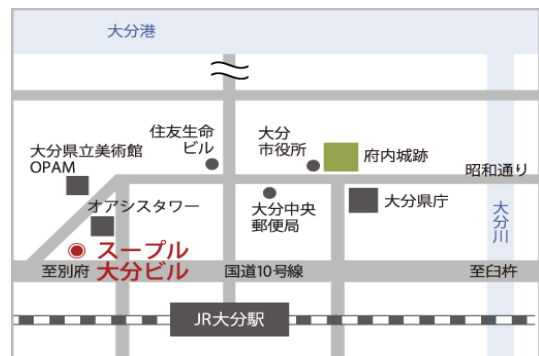 大分港
住友生命
ビル
大分
市役所
府内城跡
大分県立美術館
OPAM
昭和通り
オアシスタワー
大分中央
郵便局
大分県庁
大分川
スープル
大分ビル
至別府
国道10号線
至臼杵
JR大分駅